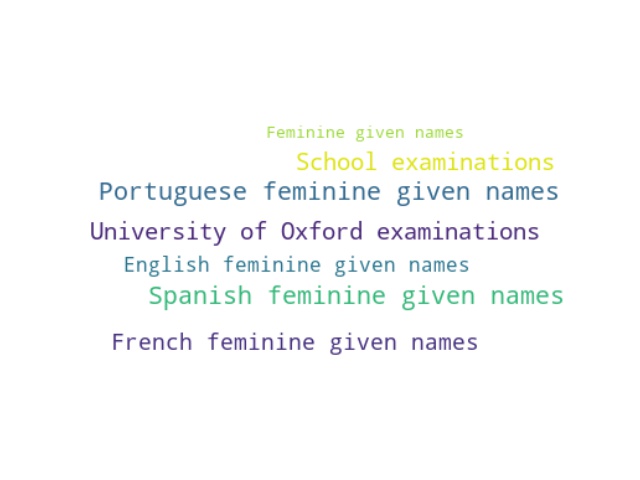 Feminine given names
School examinations
Portuguese feminine given names
University of Oxford examinations
English feminine given names
Spanish feminine given names
French feminine given names